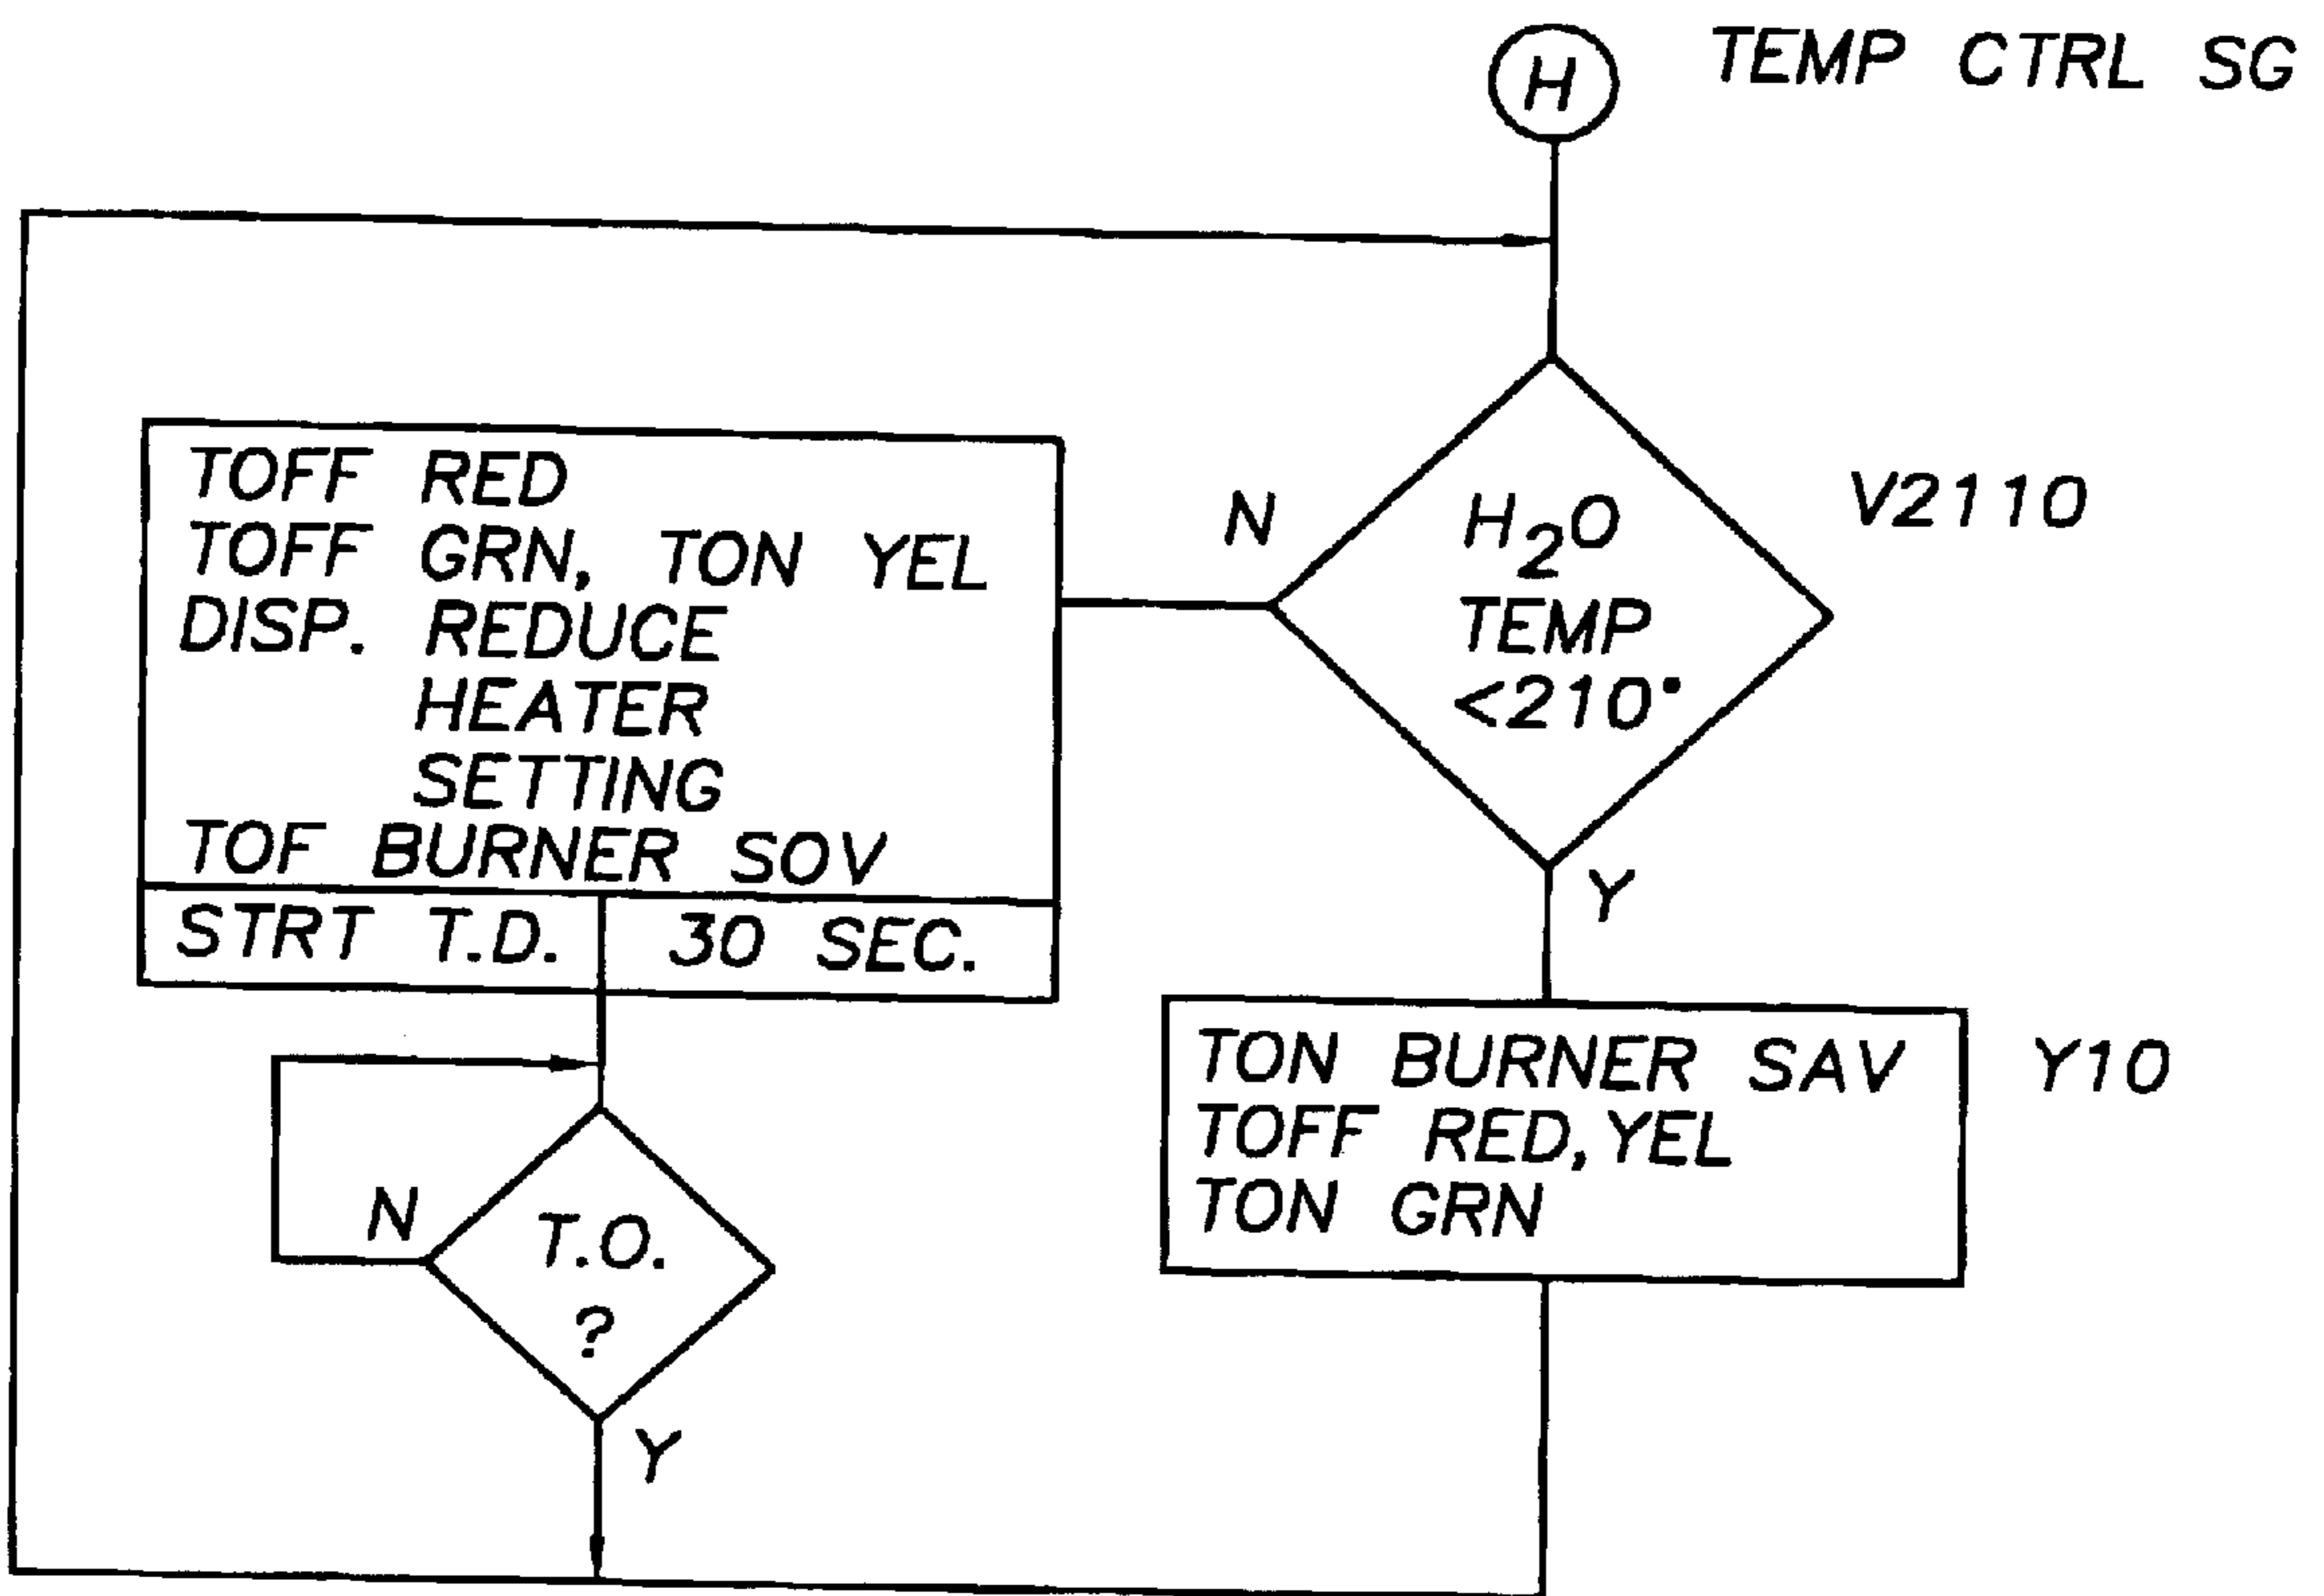 H TEMP CTRL SG
TOFF RED
TOFF GRN, TON YEL
DISP. REDUCE
HEATER
SETTING
TOF BURNER SOV
STRT T.D. 30 SEC.
N
H₂O
TEMP
<210°
V2110
Y
TON BURNER SAV
TOFF RED,YEL
TON GRN
Y10
N
T.O.
?
Y